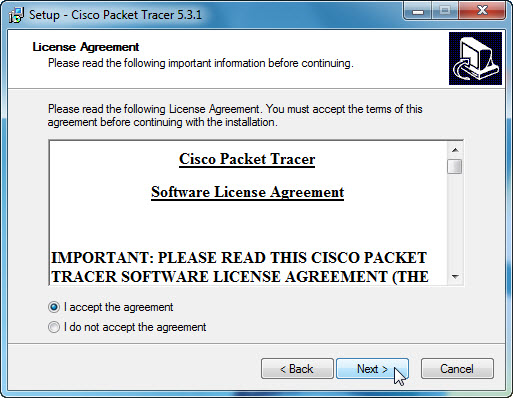 Setup - Cisco Packet Tracer 5.3.1
License Agreement
Please read the following important information before continuing.
Please read the following License Agreement. You must accept the terms of this
agreement before continuing with the installation.
Cisco Packet Tracer
Software License Agreement
IMPORTANT: PLEASE READ THIS CISCO PACKET
TRACER SOFTWARE LICENSE AGREEMENT (THE
I accept the agreement
I do not accept the agreement
< Back
Next >
Cancel